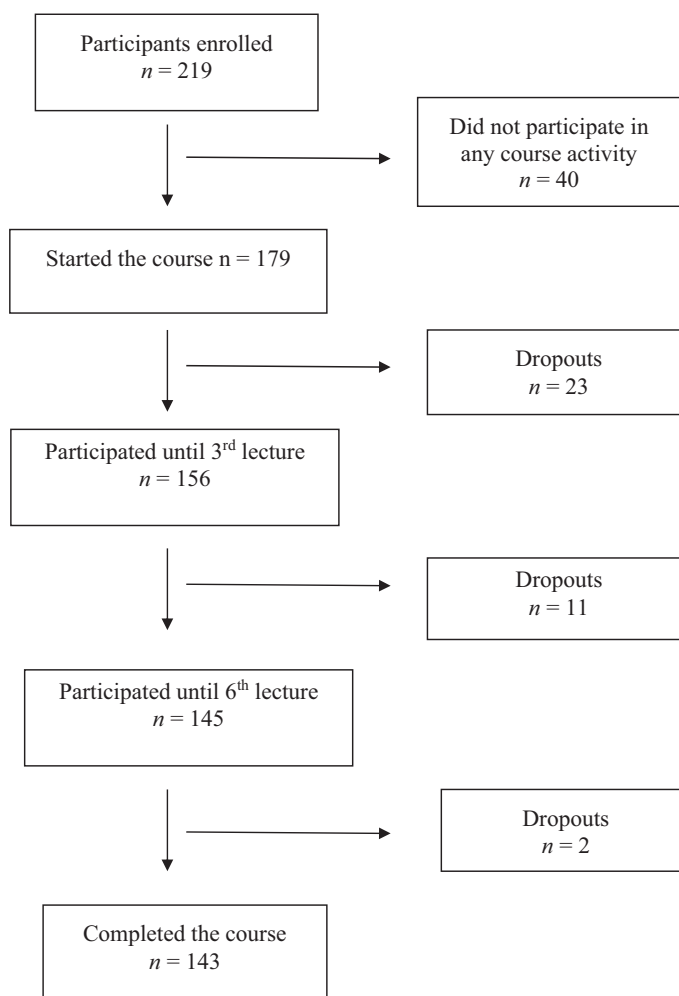 Participants enrolled
n = 219
Did not participate in
any course activity
n = 40
Started the course n = 179
Dropouts
n = 23
Participated until 3rd lecture
n = 156
Dropouts
n = 11
Participated until 6th lecture
n = 145
Dropouts
n = 2
Completed the course
n = 143